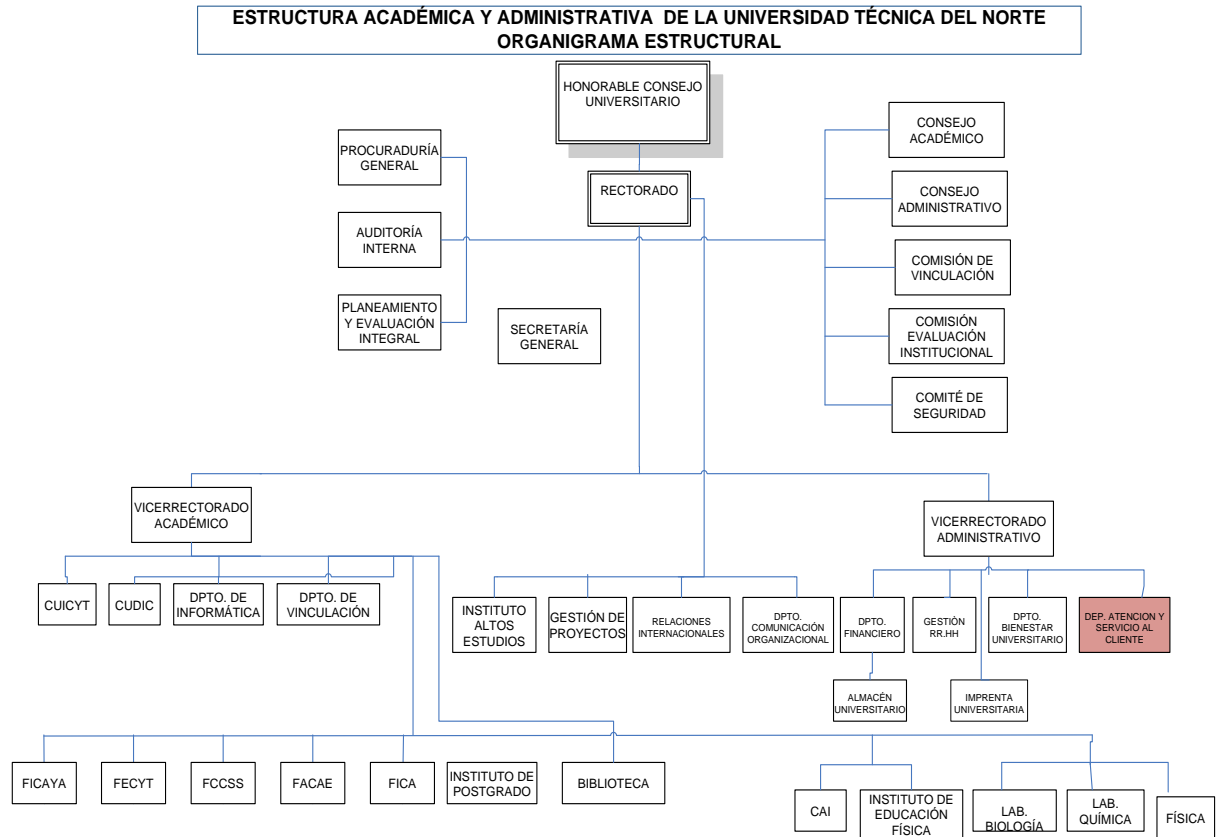 ESTRUCTURA ACADÉMICA Y ADMINISTRATIVA DE LA UNIVERSIDAD TÉCNICA DEL NORTE
ORGANIGRAMA ESTRUCTURAL
HONORABLE CONSEJO
UNIVERSITARIO
RECTORADO
PROCURADURÍA
GENERAL
AUDITORÍA
INTERNA
PLANEAMIENTO
Y EVALUACIÓN
INTEGRAL
SECRETARÍA
GENERAL
CONSEJO
ACADÉMICO
CONSEJO
ADMINISTRATIVO
COMISIÓN DE
VINCULACIÓN
COMISIÓN
EVALUACIÓN
INSTITUCIONAL
COMITÉ DE
SEGURIDAD
VICERRECTORADO
ACADÉMICO
VICERRECTORADO
ADMINISTRATIVO
CUICYT
CUDIC
DPTO. DE
INFORMÁTICA
DPTO. DE
VINCULACIÓN
INSTITUTO
ALTOS
ESTUDIOS
GESTIÓN DE
PROYECTOS
RELACIONES
INTERNACIONALES
DPTO.
COMUNICACIÓN
ORGANIZACIONAL
DPTO.
FINANCIERO
GESTIÒN
RR.HH
DPTO.
BIENESTAR
UNIVERSITARIO
DEP. ATENCION Y
SERVICIO AL
CLIENTE
ALMACÉN
UNIVERSITARIO
IMPRENTA
UNIVERSITARIA
FICAYA
FECYT
FCCSS
FACAE
FICA
INSTITUTO DE
POSTGRADO
BIBLIOTECA
CAI
INSTITUTO DE
EDUCACIÓN
FÍSICA
LAB.
BIOLOGÍA
LAB.
QUÍMICA
FÍSICA